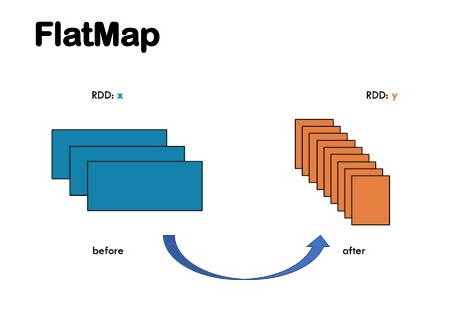 FlatMap
RDD: x
RDD: y
before
after